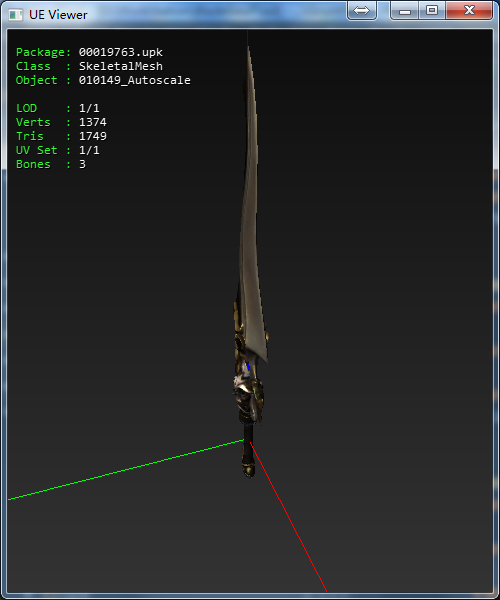 UE Viewer
Package: 00019763.upk
Class : SkeletalMesh
Object : 010149_Autoscale
LOD : 1/1
Verts : 1374
Tris : 1749
UV Set : 1/1
Bones : 3